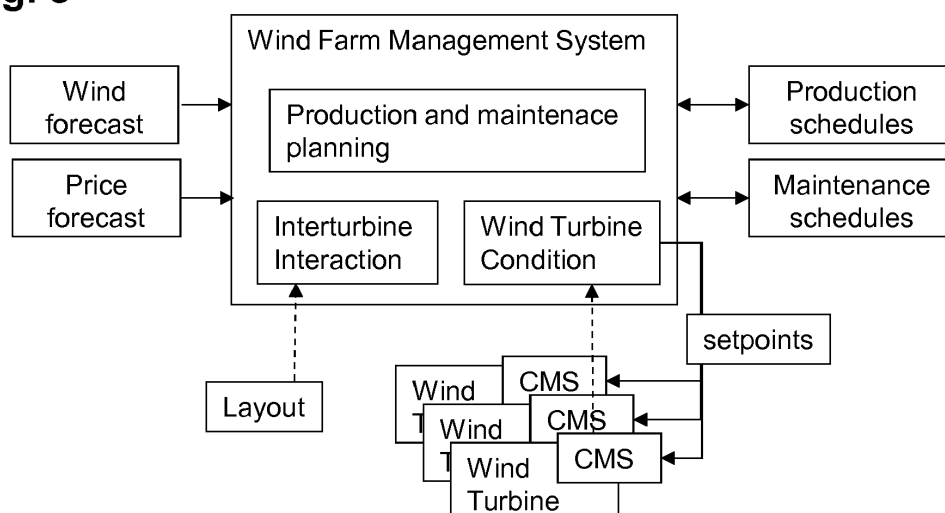 Wind Farm Management System
Wind
forecast
Production and maintenace
planning
Production
schedules
Price
forecast
Maintenance
schedules
Interturbine
Interaction
Wind Turbine
Condition
setpoints
Layout
Wind
CMS
Wind
CMS
Wind
Turbine
CMS